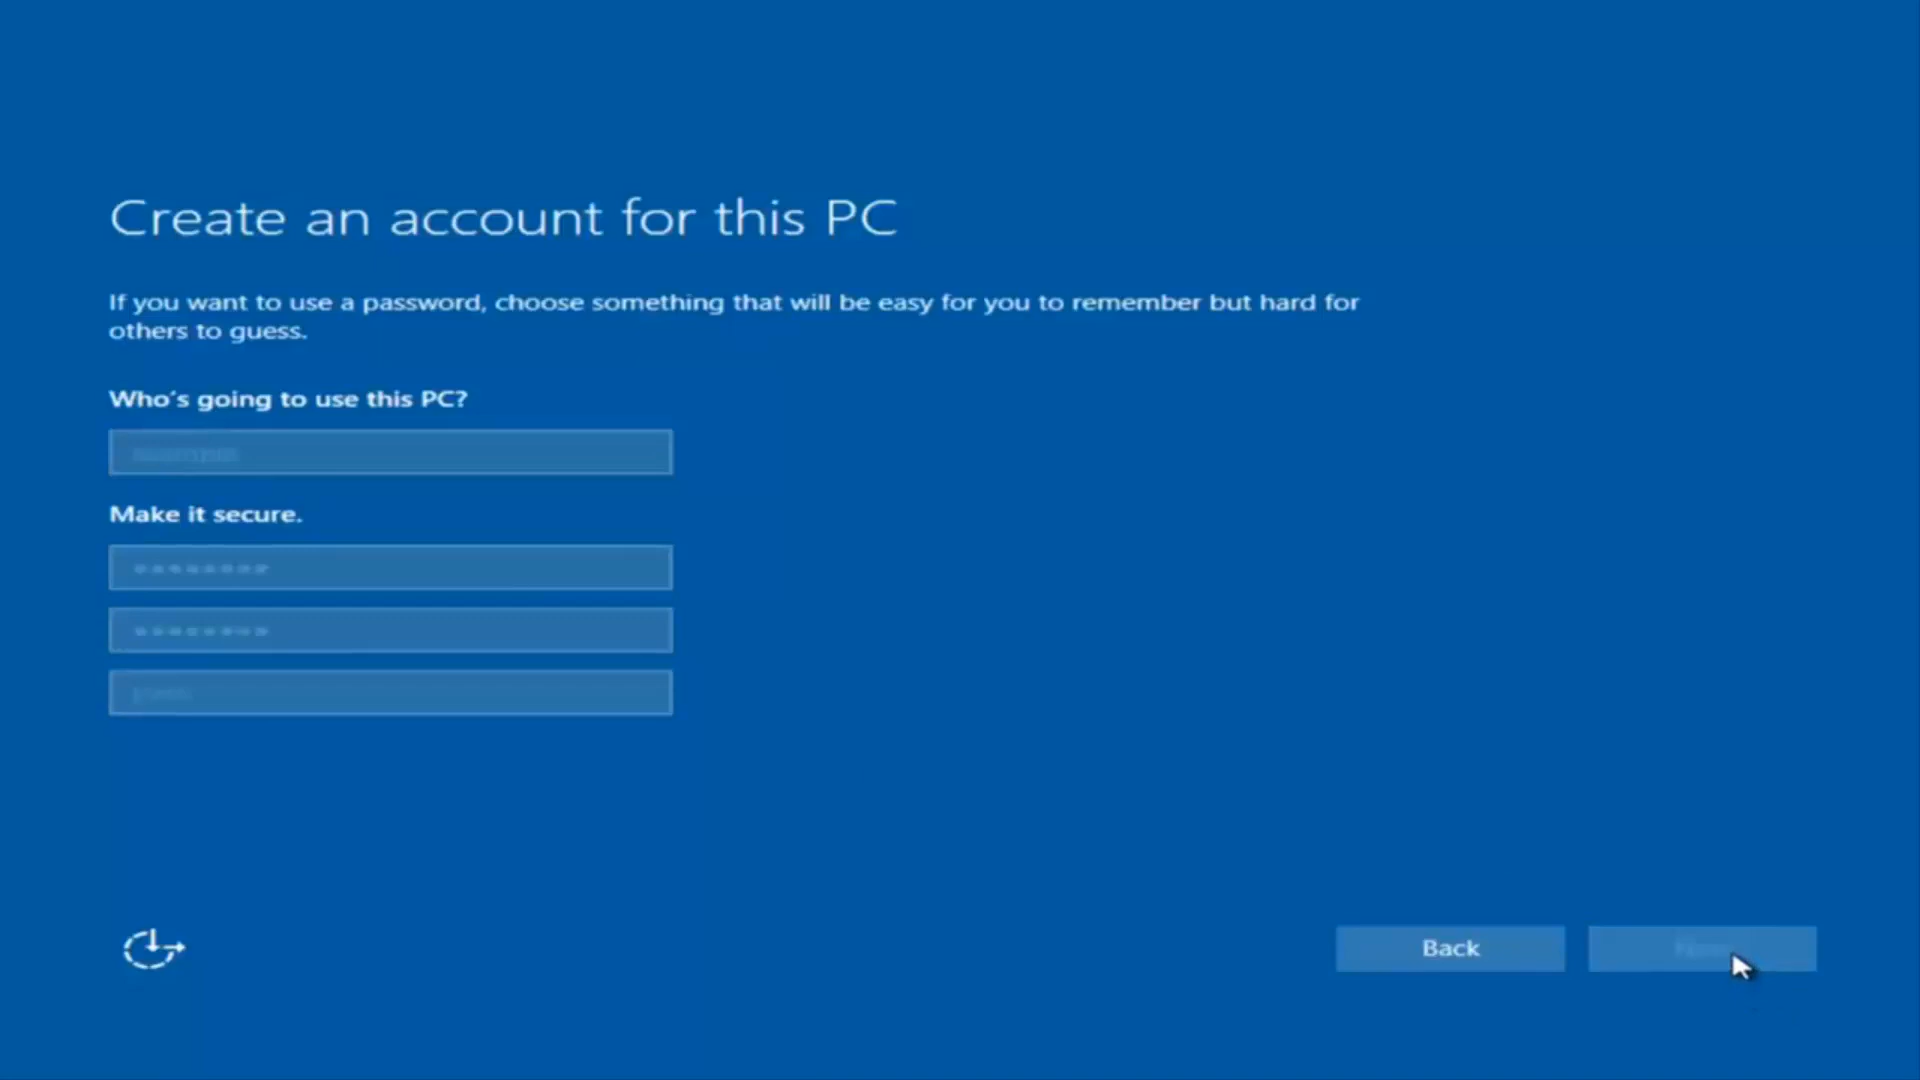 Create an account for this PC
If you want to use a password, choose something that will be easy for you to remember but hard for
others to guess.
Who's going to use this PC?
Make it secure.
Back